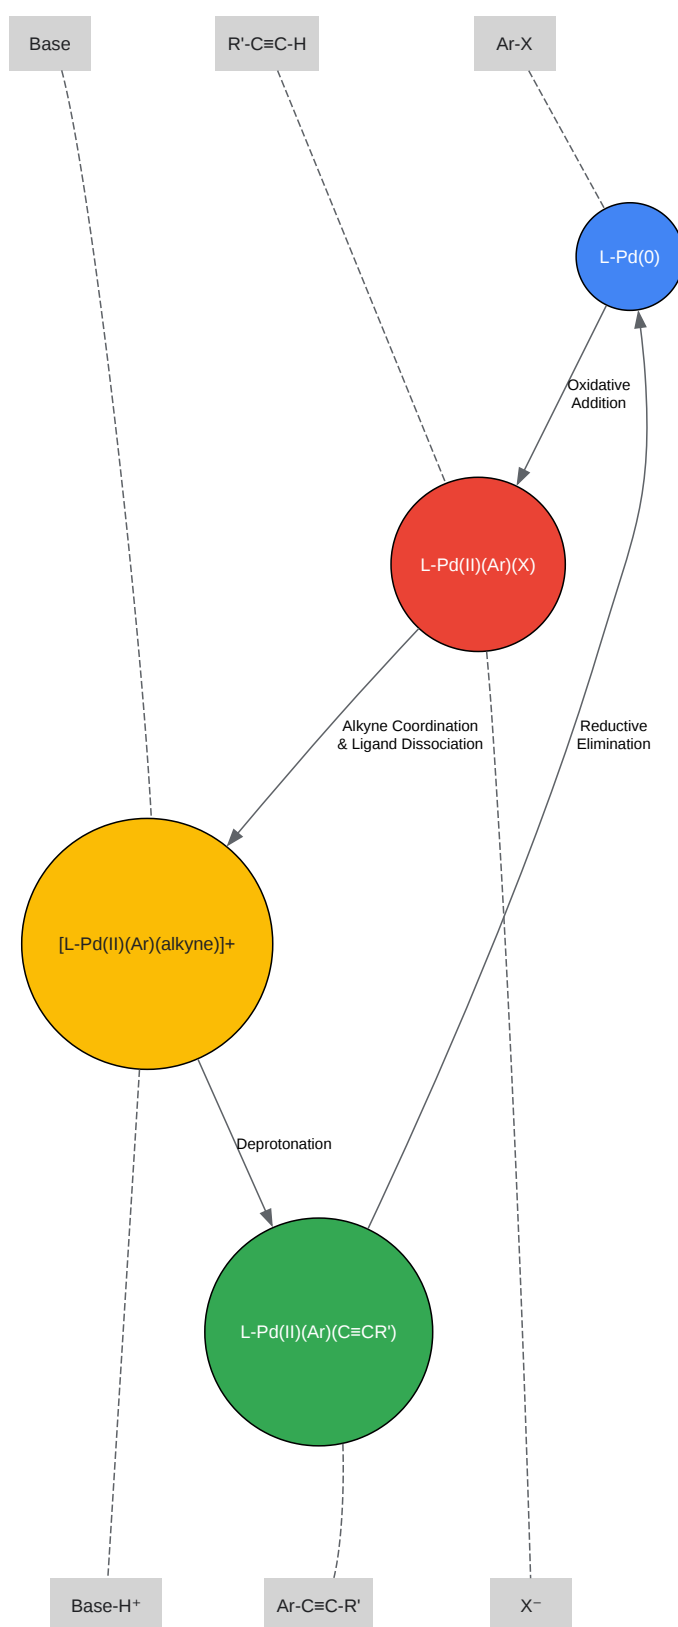 Base
R'-C≡C-H
Ar-X
L-Pd(0)
Oxidative
Addition
L-Pd(II)(Ar)(X)
Alkyne Coordination
& Ligand Dissociation
Reductive
Elimination
[L-Pd(II)(Ar)(alkyne)]+
Deprotonation
L-Pd(II)(Ar)(C≡CR')
Base-H⁺
Ar-C≡C-R'
X⁻